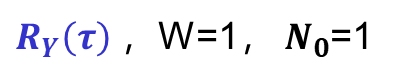 R_Y(τ) , W=1, N_0=1